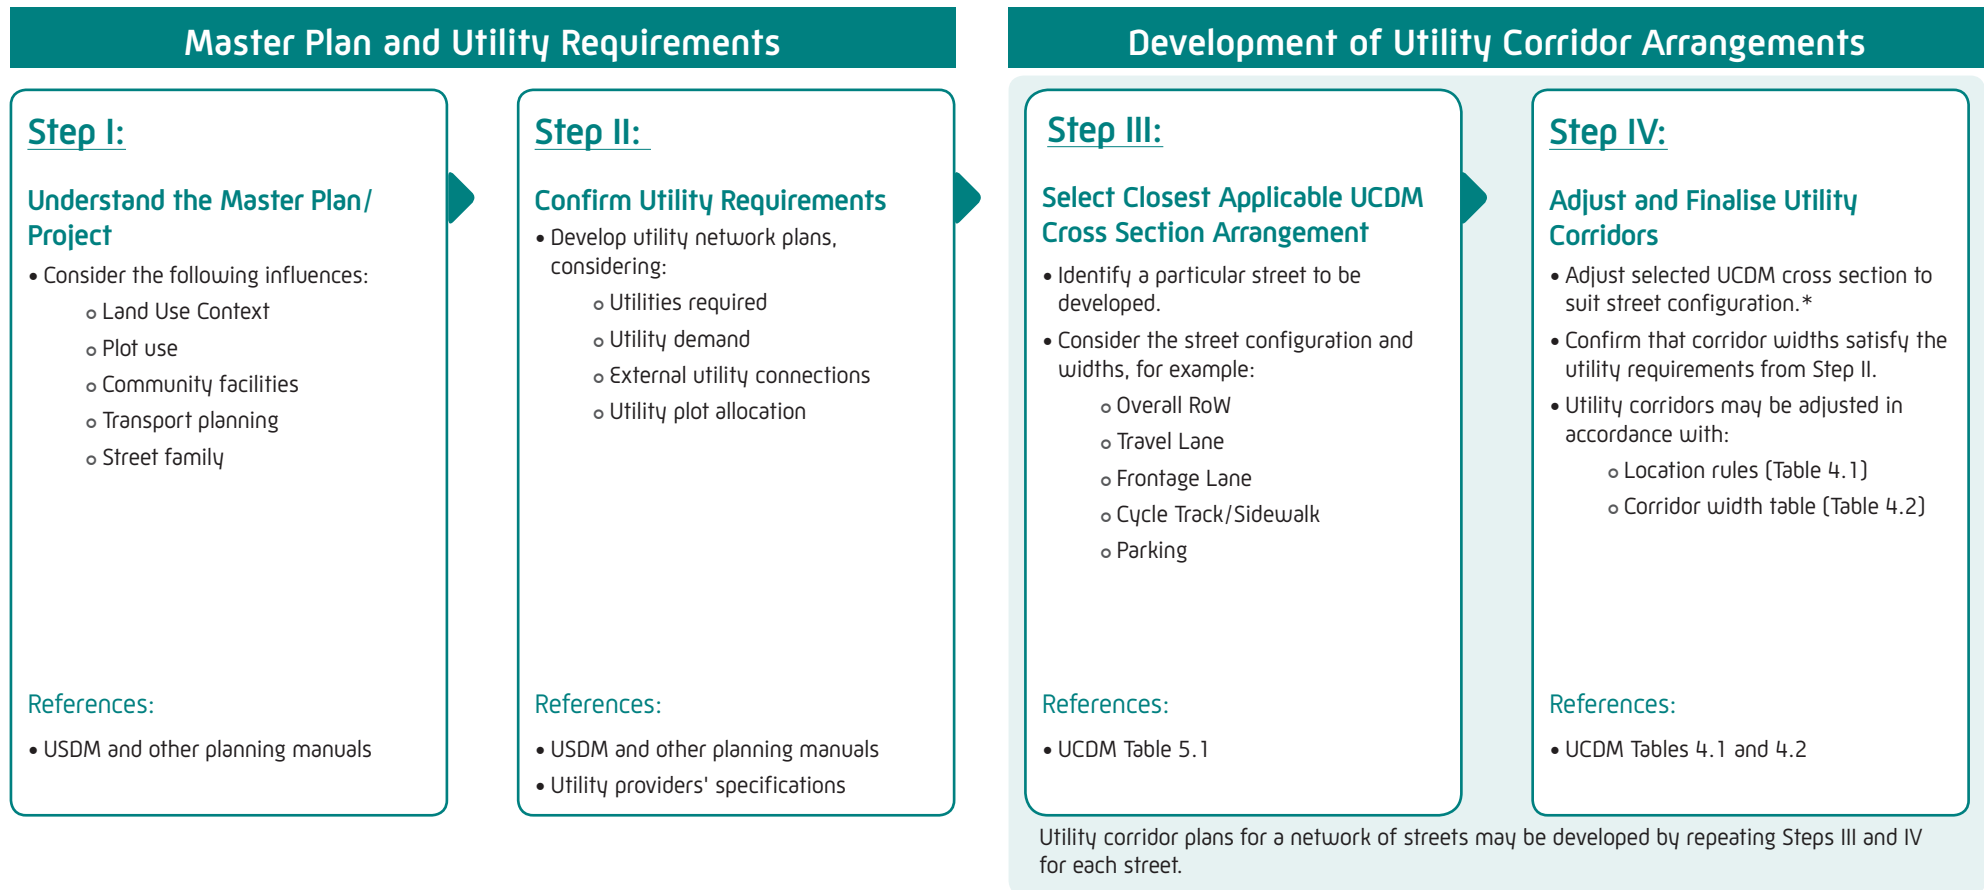 Master Plan and Utility Requirements
Step I:
Understand the Master Plan/
Project
• Consider the following influences:
o Land Use Context
o Plot use
o Community facilities
o Transport planning
o Street family
References:
• USDM and other planning manuals
Step II:
Confirm Utility Requirements
• Develop utility network plans,
considering:
o Utilities required
o Utility demand
o External utility connections
o Utility plot allocation
References:
• USDM and other planning manuals
• Utility providers' specifications
Development of Utility Corridor Arrangements
Step III:
Select Closest Applicable UCDM
Cross Section Arrangement
• Identify a particular street to be
developed.
• Consider the street configuration and
widths, for example:
o Overall RoW
o Travel Lane
o Frontage Lane
o Cycle Track/Sidewalk
o Parking
References:
• UCDM Table 5.1
Step IV:
Adjust and Finalise Utility
Corridors
• Adjust selected UCDM cross section to
suit street configuration.*
• Confirm that corridor widths satisfy the
utility requirements from Step II.
• Utility corridors may be adjusted in
accordance with:
o Location rules (Table 4.1)
o Corridor width table (Table 4.2)
References:
• UCDM Tables 4.1 and 4.2
Utility corridor plans for a network of streets may be developed by repeating Steps III and IV
for each street.